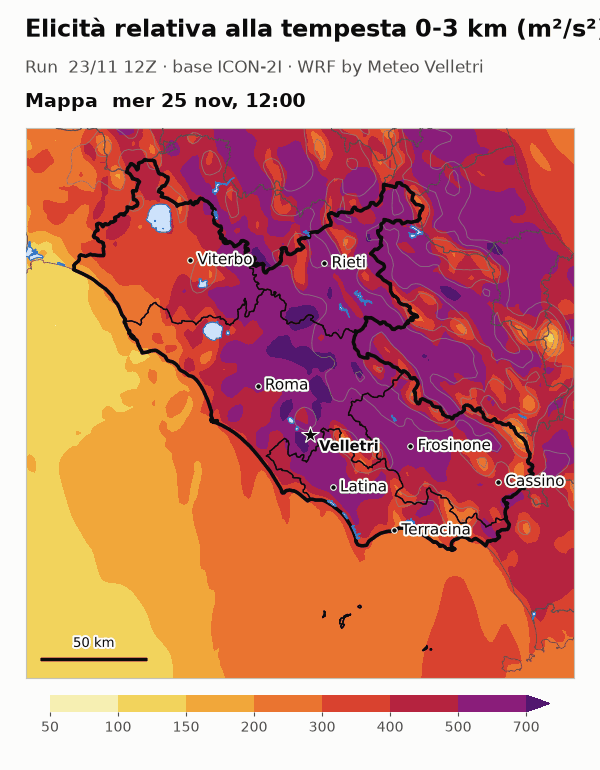 Elicità relativa alla tempesta 0-3 km (m²/s²)
Run 23/11 12Z · base ICON-2I · WRF by Meteo Velletri
Mappa mer 25 nov, 12:00
Viterbo
Rieti
Roma
Velletri
Frosinone
Latina
Cassino
Terracina
50 km
50 100 150 200 300 400 500 700